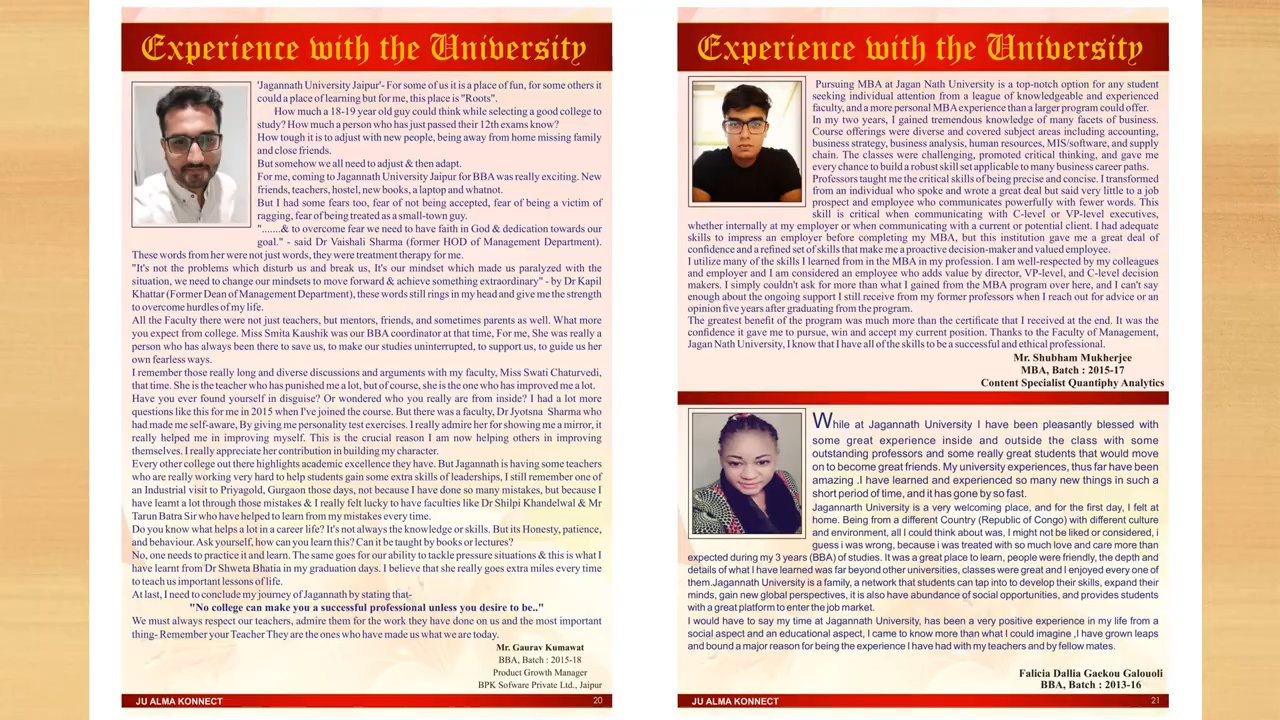 Experience with the University
'Jagannath University Jaipur'- For some of us it is a place of fun, for some others it
could a place of learning but for me, this place is "Roots".
How much a 18-19 year old guy could think while selecting a good college to
study? How much a person who has just passed their 12th exams know?
How tough it is to adjust with new people, being away from home missing family
and close friends.
But somehow we all need to adjust & then adapt.
For me, coming to Jagannath University Jaipur for BBA was really exciting. New
friends, teachers, hostel, new books, a laptop and whatnot.
But I had some fears too, fear of not being accepted, fear of being a victim of
ragging, fear of being treated as a small-town guy.
".......& to overcome fear we need to have faith in God & dedication towards our
goal." - said Dr Vaishali Sharma (former HOD of Management Department).
These words from her were not just words, they were treatment therapy for me.
"It's not the problems which disturb us and break us, It's our mindset which made us paralyzed with the
situation, we need to change our mindsets to move forward & achieve something extraordinary" - by Dr Kapil
Khattar (Former Dean of Management Department), these words still rings in my head and give me the strength
to overcome hurdles of my life.
All the Faculty there were not just teachers, but mentors, friends, and sometimes parents as well. What more
you expect from college. Miss Smita Kaushik was our BBA coordinator at that time, For me, She was really a
person who has always been there to save us, to make our studies uninterrupted, to support us, to guide us her
own fearless ways.
I remember those really long and diverse discussions and arguments with my faculty, Miss Swati Chaturvedi,
that time. She is the teacher who has punished me a lot, but of course, she is the one who has improved me a lot.
Have you ever found yourself in disguise? Or wondered who you really are from inside? I had a lot more
questions like this for me in 2015 when I've joined the course. But there was a faculty, Dr Jyotsna Sharma who
had made me self-aware, By giving me personality test exercises. I really admire her for showing me a mirror, it
really helped me in improving myself. This is the crucial reason I am now helping others in improving
themselves. I really appreciate her contribution in building my character.
Every other college out there highlights academic excellence they have. But Jagannath is having some teachers
who are really working very hard to help students gain some extra skills of leaderships, I still remember one of
an Industrial visit to Priyagold, Gurgaon those days, not because I have done so many mistakes, but because I
have learnt a lot through those mistakes & I really felt lucky to have faculties like Dr Shilpi Khandelwal & Mr
Tarun Batra Sir who have helped to learn from my mistakes every time.
Do you know what helps a lot in a career life? It's not always the knowledge or skills. But its Honesty, patience,
and behaviour. Ask yourself, how can you learn this? Can it be taught by books or lectures?
No, one needs to practice it and learn. The same goes for our ability to tackle pressure situations & this is what I
have learnt from Dr Shweta Bhatia in my graduation days. I believe that she really goes extra miles every time
to teach us important lessons of life.
At last, I need to conclude my journey of Jagannath by stating that-
"No college can make you a successful professional unless you desire to be.."
We must always respect our teachers, admire them for the work they have done on us and the most important
thing- Remember your Teacher They are the ones who have made us what we are today.
Mr. Gaurav Kumawat
BBA, Batch : 2015-18
Product Growth Manager
BPK Sofware Private Ltd., Jaipur
JU ALMA KONNECT 20
Experience with the University
Pursuing MBA at Jagan Nath University is a top-notch option for any student
seeking individual attention from a league of knowledgeable and experienced
faculty, and a more personal MBA experience than a larger program could offer.
In my two years, I gained tremendous knowledge of many facets of business.
Course offerings were diverse and covered subject areas including accounting,
business strategy, business analysis, human resources, MIS/software, and supply
chain. The classes were challenging, promoted critical thinking, and gave me
every chance to build a robust skill set applicable to many business career paths.
Professors taught me the critical skills of being precise and concise. I transformed
from an individual who spoke and wrote a great deal but said very little to a job
prospect and employee who communicates powerfully with fewer words. This
skill is critical when communicating with C-level or VP-level executives,
whether internally at my employer or when communicating with a current or potential client. I had adequate
skills to impress an employer before completing my MBA, but this institution gave me a great deal of
confidence and a refined set of skills that make me a proactive decision-maker and valued employee.
I utilize many of the skills I learned from in the MBA in my profession. I am well-respected by my colleagues
and employer and I am considered an employee who adds value by director, VP-level, and C-level decision
makers. I simply couldn't ask for more than what I gained from the MBA program over here, and I can't say
enough about the ongoing support I still receive from my former professors when I reach out for advice or an
opinion five years after graduating from the program.
The greatest benefit of the program was much more than the certificate that I received at the end. It was the
confidence it gave me to pursue, win and accept my current position. Thanks to the Faculty of Management,
Jagan Nath University, I know that I have all of the skills to be a successful and ethical professional.
Mr. Shubham Mukherjee
MBA, Batch : 2015-17
Content Specialist Quantiphy Analytics
While at Jagannath University I have been pleasantly blessed with
some great experience inside and outside the class with some
outstanding professors and some really great students that would move
on to become great friends. My university experiences, thus far have been
amazing .I have learned and experienced so many new things in such a
short period of time, and it has gone by so fast.
Jagannarth University is a very welcoming place, and for the first day, I felt at
home. Being from a different Country (Republic of Congo) with different culture
and environment, all I could think about was, I might not be liked or considered, i
guess i was wrong, because i was treated with so much love and care more than
expected during my 3 years (BBA) of studies. It was a great place to learn, people were friendly, the depth and
details of what I have learned was far beyond other universities, classes were great and I enjoyed every one of
them.Jagannath University is a family, a network that students can tap into to develop their skills, expand their
minds, gain new global perspectives, it is also have abundance of social opportunities, and provides students
with a great platform to enter the job market.
I would have to say my time at Jagannath University, has been a very positive experience in my life from a
social aspect and an educational aspect, I came to know more than what I could imagine ,I have grown leaps
and bound a major reason for being the experience I have had with my teachers and by fellow mates.
Falicia Dallia Gaekou Galouoli
BBA, Batch : 2013-16
JU ALMA KONNECT 21